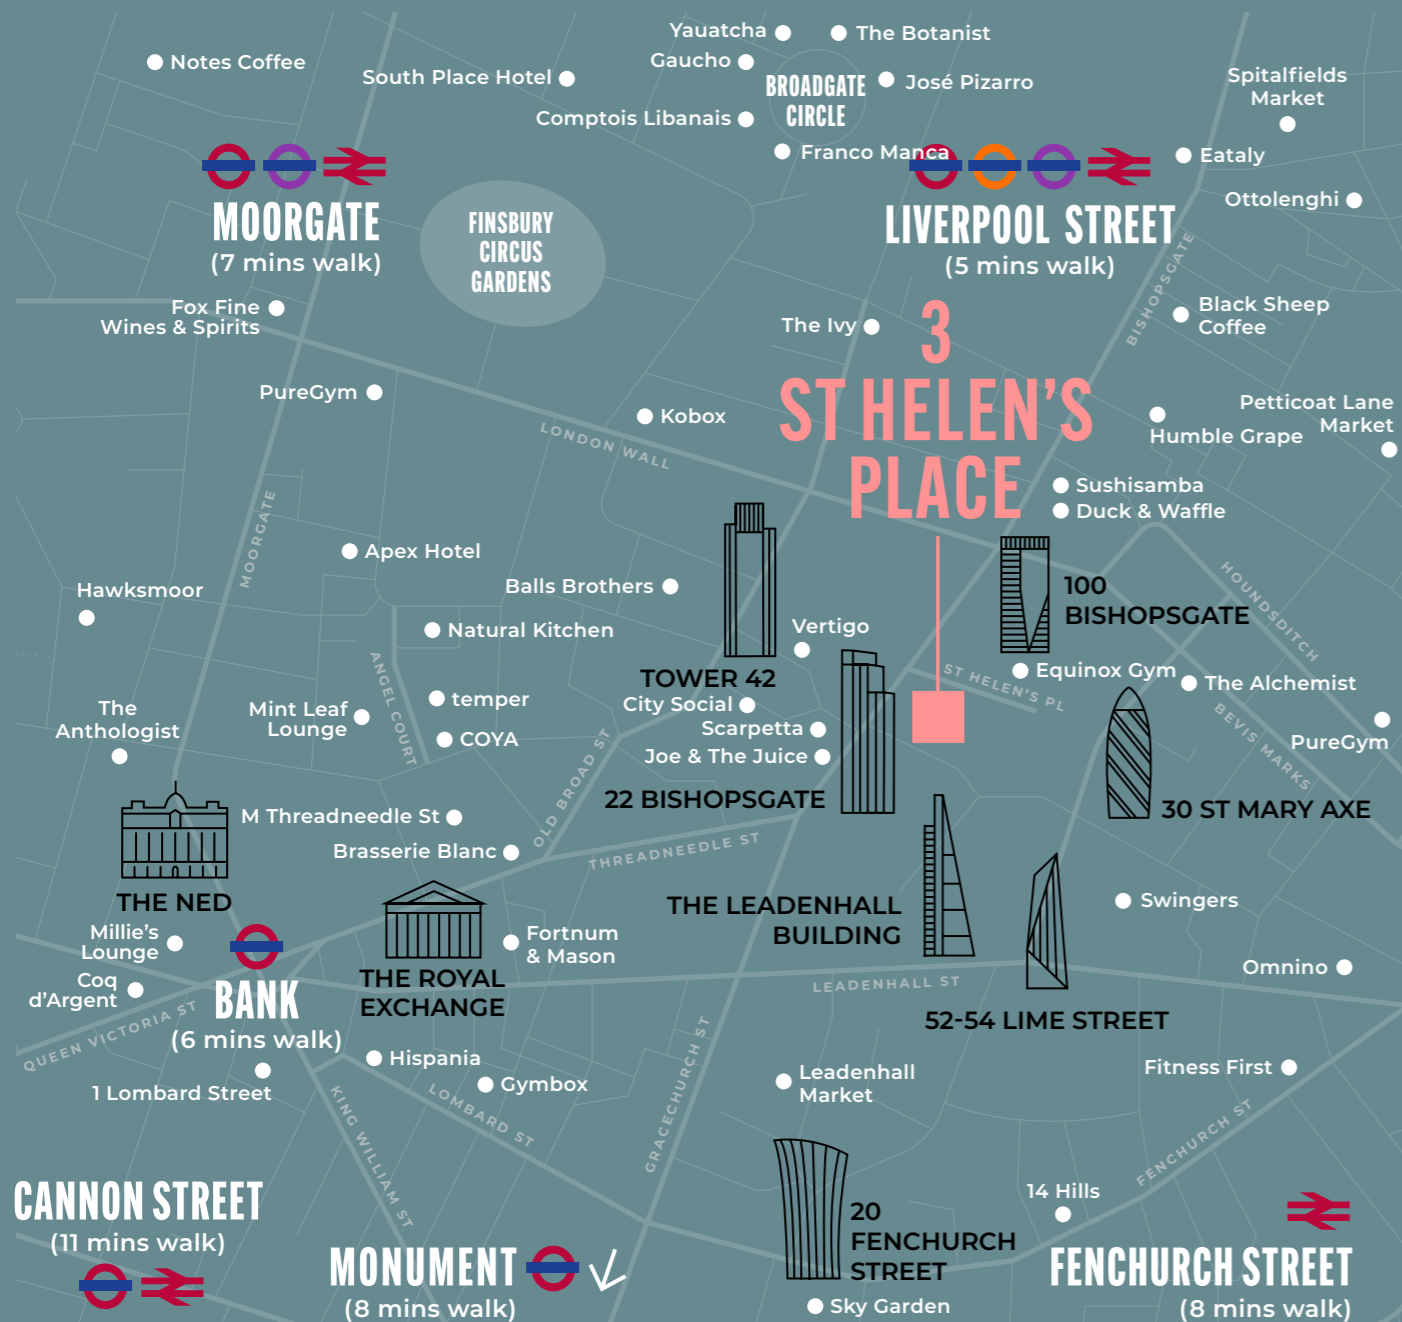 Yauatcha
The Botanist
Notes Coffee
Gaucho
South Place Hotel
BROADGATE
CIRCLE
José Pizarro
Spitalfields
Market
Comptois Libanais
Franco Manca
Eataly
Ottolenghi
MOORGATE
(7 mins walk)
FINSBURY
CIRCUS
GARDENS
LIVERPOOL STREET
(5 mins walk)
BISHOPSGATE
Fox Fine
Wines & Spirits
The Ivy
Black Sheep
Coffee
3
ST HELEN'S
PLACE
PureGym
Kobox
LONDON WALL
Humble Grape
Petticoat Lane
Market
Sushisamba
Duck & Waffle
MOORGATE
Apex Hotel
Hawksmoor
Balls Brothers
100
BISHOPSGATE
HOUNDSDITCH
Natural Kitchen
Vertigo
ANGEL COURT
TOWER 42
ST HELEN'S PL
Equinox Gym
The Alchemist
The
Anthologist
Mint Leaf
Lounge
temper
City Social
COYA
Scarpetta
Joe & The Juice
BEVIS MARKS
PureGym
OLD BROAD ST
22 BISHOPSGATE
30 ST MARY AXE
M Threadneedle St
Brasserie Blanc
THREADNEEDLE ST
THE NED
THE LEADENHALL
BUILDING
Swingers
Millie's
Lounge
Fortnum
& Mason
Coq
d'Argent
BANK
(6 mins walk)
THE ROYAL
EXCHANGE
LEADENHALL ST
Omnino
QUEEN VICTORIA ST
52-54 LIME STREET
1 Lombard Street
Hispania
Gymbox
LOMBARD ST
KING WILLIAM ST
GRACECHURCH ST
Leadenhall
Market
Fitness First
FENCHURCH ST
CANNON STREET
(11 mins walk)
14 Hills
20
FENCHURCH
STREET
MONUMENT
(8 mins walk)
Sky Garden
FENCHURCH STREET
(8 mins walk)